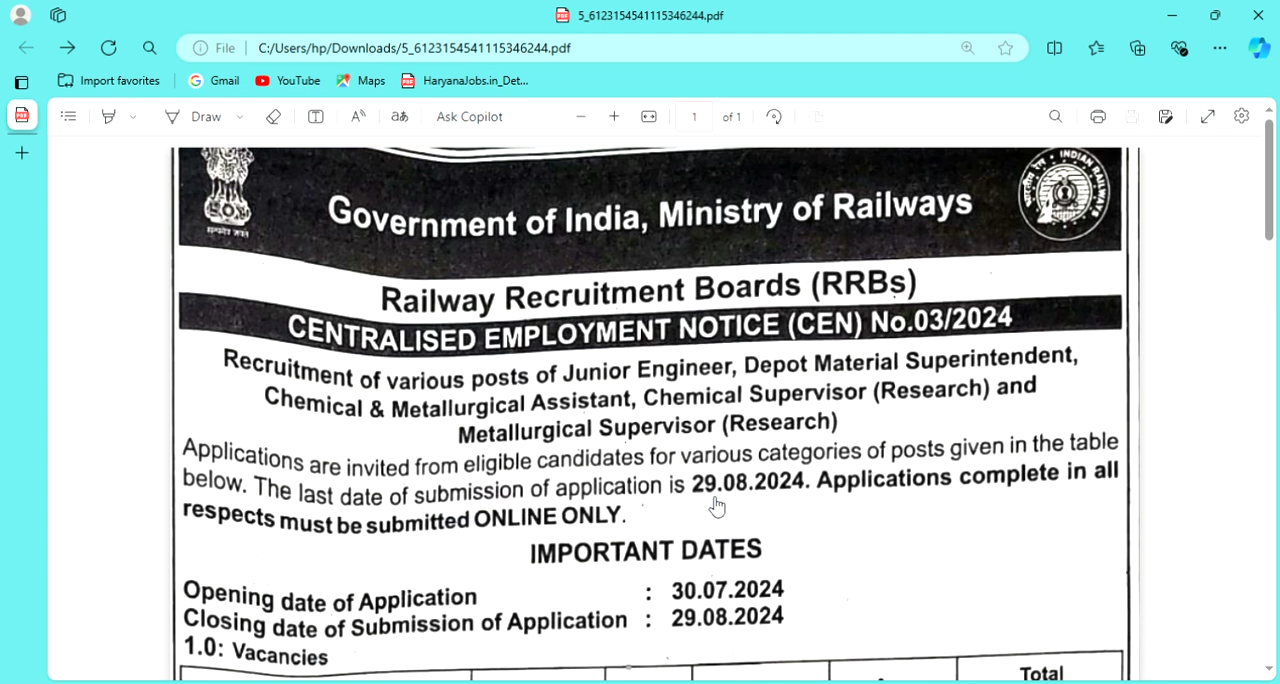 5_6123154541115346244.pdf
File C:/Users/hp/Downloads/5_6123154541115346244.pdf
Import favorites Gmail YouTube Maps HaryanaJobs.in_Det...
Draw aあ Ask Copilot 1 of 1
INDIAN RAILWAYS
Government of India, Ministry of Railways
Railway Recruitment Boards (RRBs)
CENTRALISED EMPLOYMENT NOTICE (CEN) No.03/2024
Recruitment of various posts of Junior Engineer, Depot Material Superintendent,
Chemical & Metallurgical Assistant, Chemical Supervisor (Research) and
Metallurgical Supervisor (Research)
Applications are invited from eligible candidates for various categories of posts given in the table
below. The last date of submission of application is 29.08.2024. Applications complete in all
respects must be submitted ONLINE ONLY.
IMPORTANT DATES
Opening date of Application : 30.07.2024
Closing date of Submission of Application : 29.08.2024
1.0: Vacancies
Total